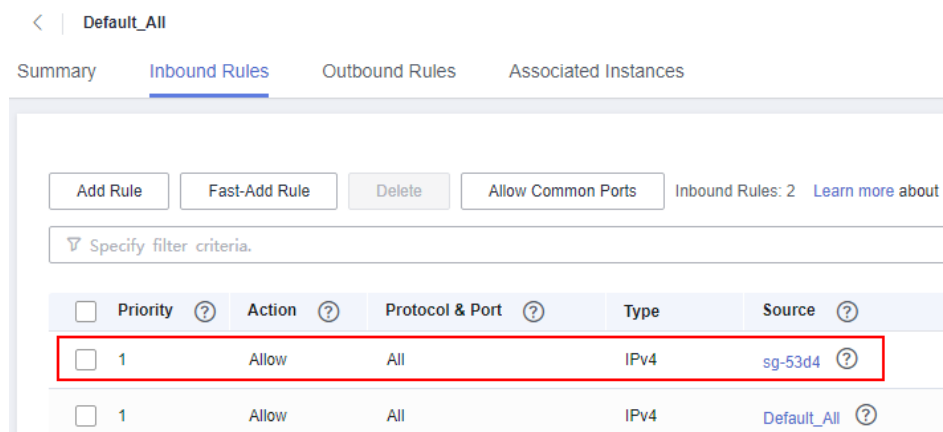 Default_All
Summary Inbound Rules Outbound Rules Associated Instances
Add Rule Fast-Add Rule Delete Allow Common Ports Inbound Rules: 2 Learn more about
Specify filter criteria.
Priority ? Action ? Protocol & Port ? Type Source ?
1 Allow All IPv4 sg-53d4 ?
1 Allow All IPv4 Default_All ?